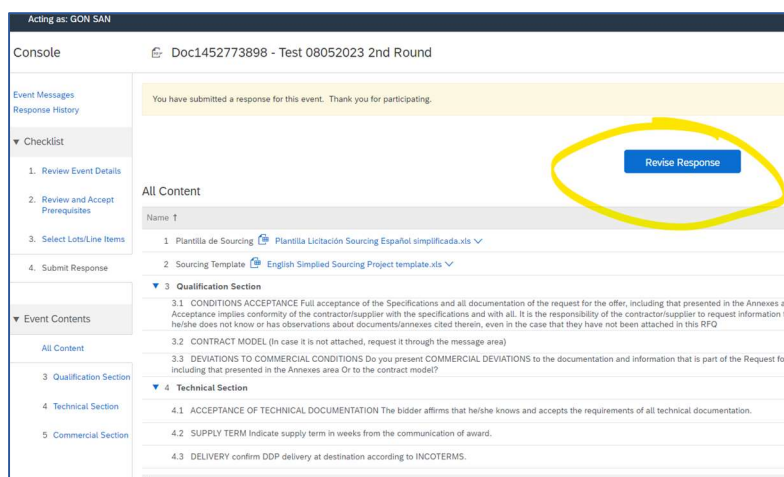 Acting as: GON SAN
Console
Doc1452773898 - Test 08052023 2nd Round
Event Messages
Response History
You have submitted a response for this event. Thank you for participating.
▼ Checklist
1. Review Event Details
2. Review and Accept
Prerequisites
3. Select Lots/Line Items
4. Submit Response
▼ Event Contents
All Content
3 Qualification Section
4 Technical Section
5 Commercial Section
Revise Response
All Content
Name ↑
1 Plantilla de Sourcing Plantilla Licitación Sourcing Español simplificada.xls
2 Sourcing Template English Simplied Sourcing Project template.xls
▼ 3 Qualification Section
3.1 CONDITIONS ACCEPTANCE Full acceptance of the Specifications and all documentation of the request for the offer, including that presented in the Annexes a
Acceptance implies conformity of the contractor/supplier with the specifications and with all. It is the responsibility of the contractor/supplier to request information
he/she does not know or has observations about documents/annexes cited therein, even in the case that they have not been attached in this RFQ
3.2 CONTRACT MODEL (In case it is not attached, request it through the message area)
3.3 DEVIATIONS TO COMMERCIAL CONDITIONS Do you present COMMERCIAL DEVIATIONS to the documentation and information that is part of the Request fo
including that presented in the Annexes area Or to the contract model?
▼ 4 Technical Section
4.1 ACCEPTANCE OF TECHNICAL DOCUMENTATION The bidder affirms that he/she knows and accepts the requirements of all technical documentation.
4.2 SUPPLY TERM Indicate supply term in weeks from the communication of award.
4.3 DELIVERY confirm DDP delivery at destination according to INCOTERMS.